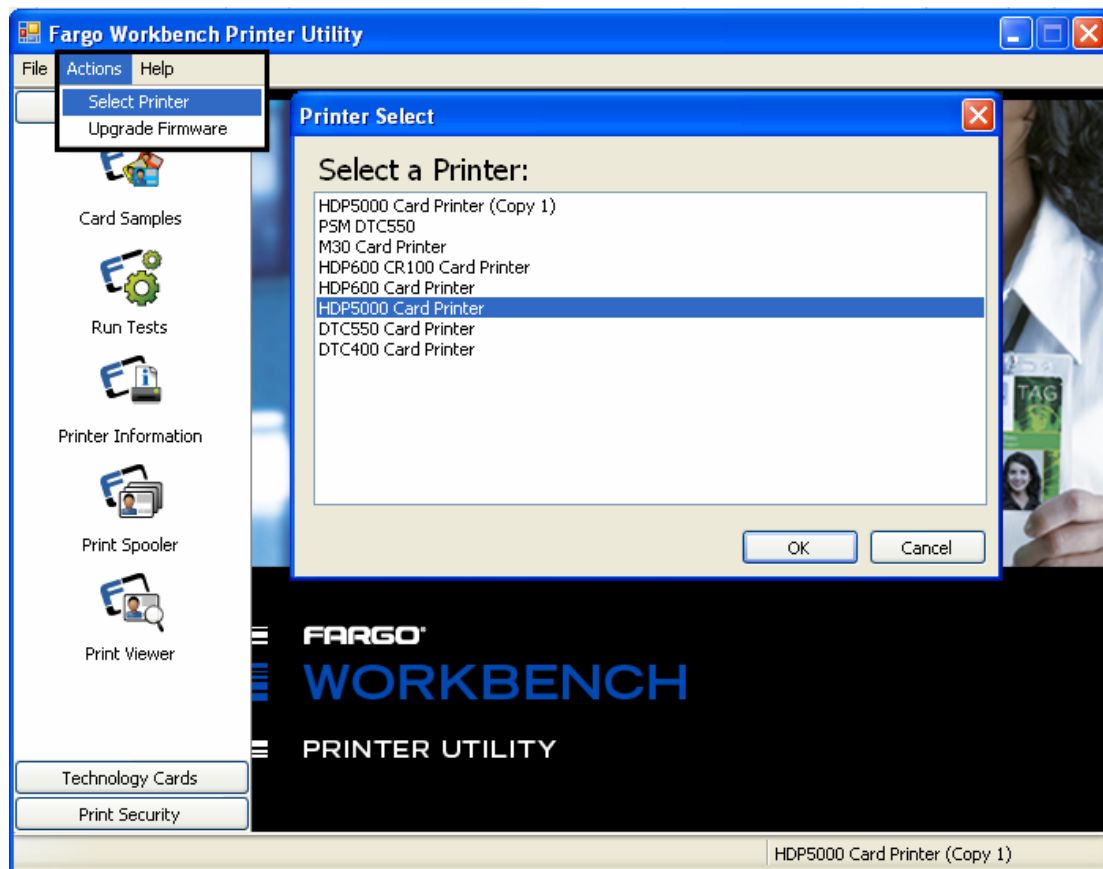 Fargo Workbench Printer Utility
File Actions Help
Select Printer
Upgrade Firmware
Card Samples
Run Tests
Printer Information
Print Spooler
Print Viewer
Technology Cards
Print Security
Printer Select
Select a Printer:
HDP5000 Card Printer (Copy 1)
PSM DTC550
M30 Card Printer
HDP600 CR100 Card Printer
HDP600 Card Printer
HDP5000 Card Printer
DTC550 Card Printer
DTC400 Card Printer
OK Cancel
TAG
FARGO
WORKBENCH
PRINTER UTILITY
HDP5000 Card Printer (Copy 1)